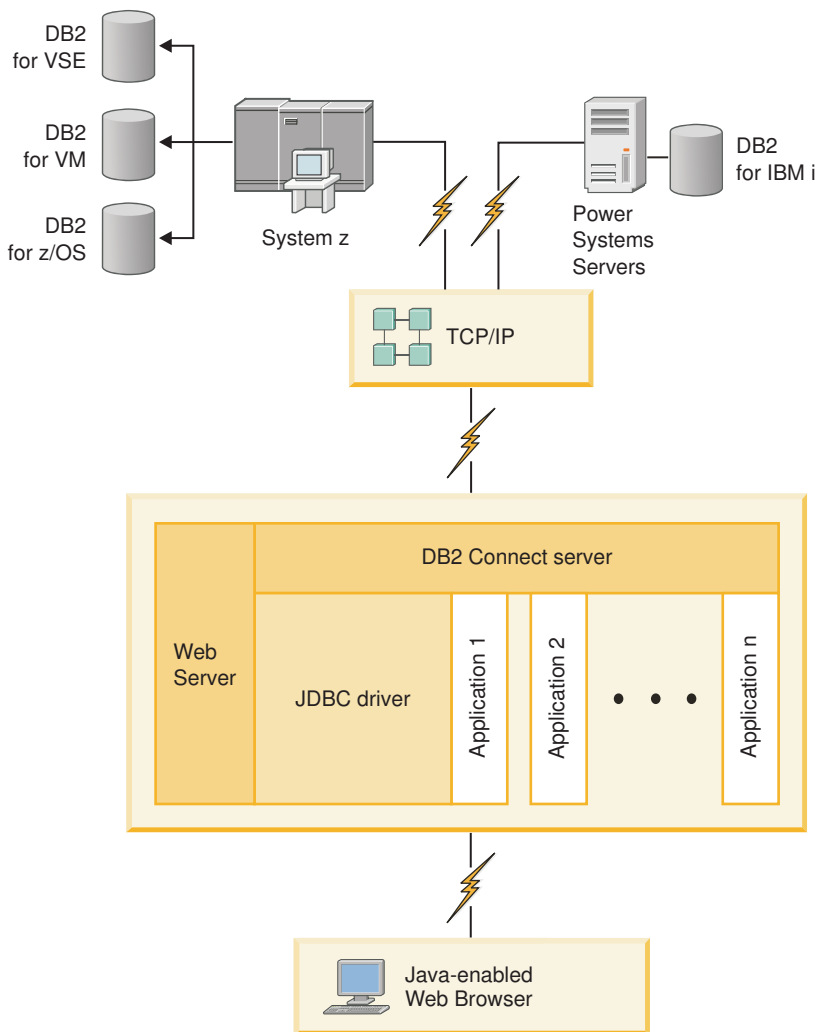 DB2
for VSE
DB2
for VM
DB2
for z/OS
System z
Power
Systems
Servers
DB2
for IBM i
TCP/IP
DB2 Connect server
Web
Server
JDBC driver
Application 1
Application 2
Application n
Java-enabled
Web Browser